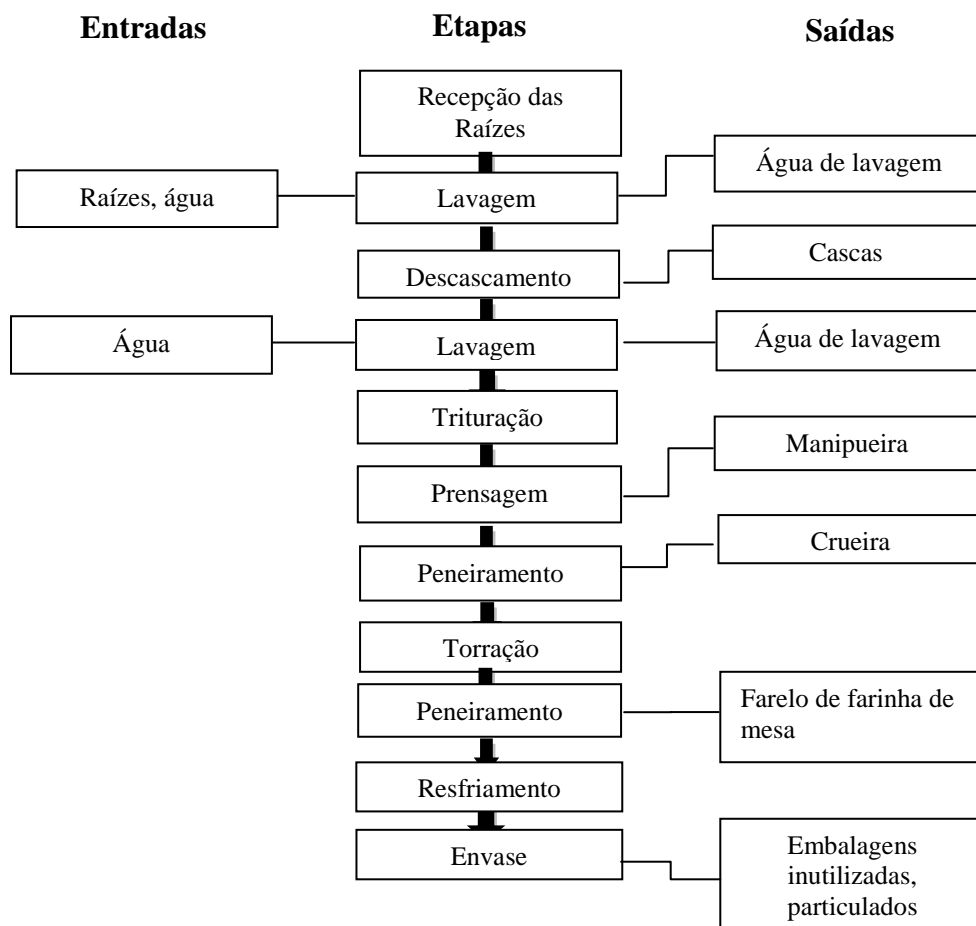 Entradas
Etapas
Saídas
Recepção das
Raízes
Água de lavagem
Raízes, água
Lavagem
Cascas
Descascamento
Água
Lavagem
Água de lavagem
Trituração
Manipueira
Prensagem
Crueira
Peneiramento
Torração
Peneiramento
Farelo de farinha de
mesa
Resfriamento
Envase
Embalagens
inutilizadas,
particulados